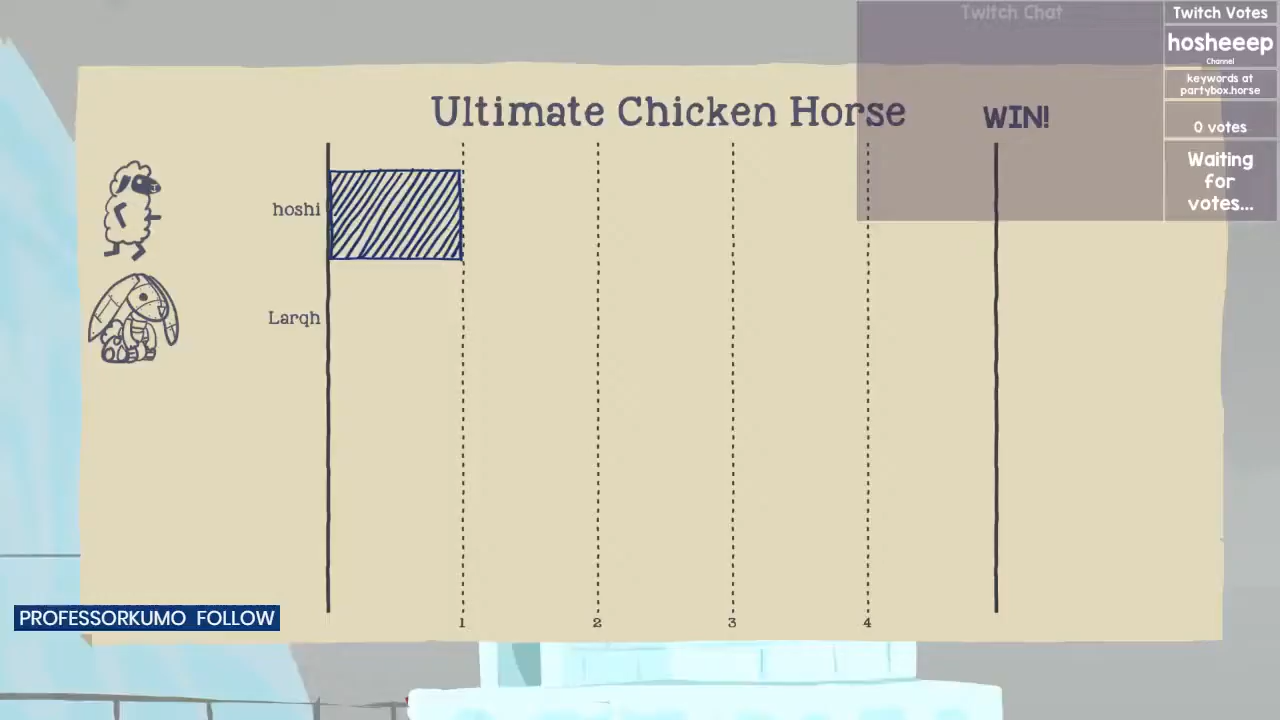 Twitch Chat
Twitch Votes
hosheeep
Channel
keywords at
partybox.horse
0 votes
Waiting
for
votes...
Ultimate Chicken Horse
WIN!
hoshi
Larqh
1 2 3 4
PROFESSORKUMO FOLLOW